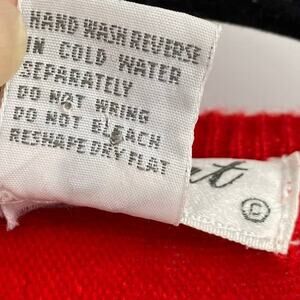 HAND WASH REVERSE
IN COLD WATER
SEPARATELY
DO NOT WRING
DO NOT BLEACH
RESHAPE DRY FLAT
©